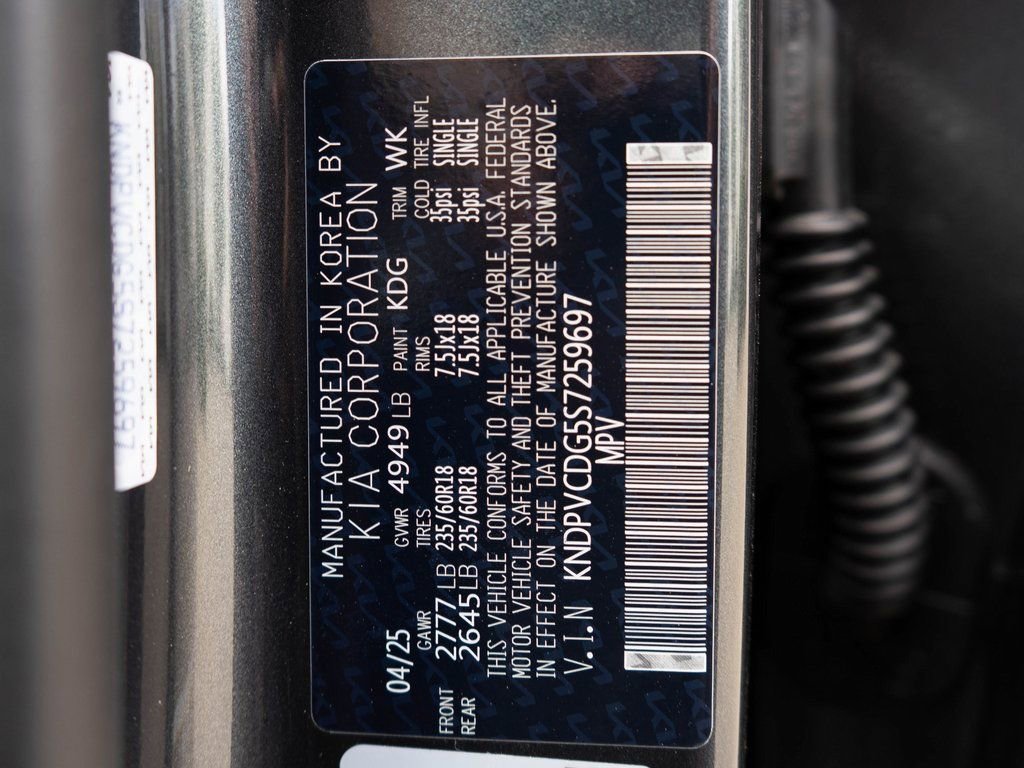 MANUFACTURED IN KOREA BY
KIA CORPORATION
04/25 GVWR 4949 LB PAINT KDG TRIM WK
GAWR TIRES RIMS COLD TIRE INFL
FRONT 2777 LB 235/60R18 7.5Jx18 35psi SINGLE
REAR 2645 LB 235/60R18 7.5Jx18 35psi SINGLE
THIS VEHICLE CONFORMS TO ALL APPLICABLE U.S.A. FEDERAL
MOTOR VEHICLE SAFETY AND THEFT PREVENTION STANDARDS
IN EFFECT ON THE DATE OF MANUFACTURE SHOWN ABOVE.
V.I.N KNDPVCDG5S7259697
MPV
KNDPVCDG5S7259697